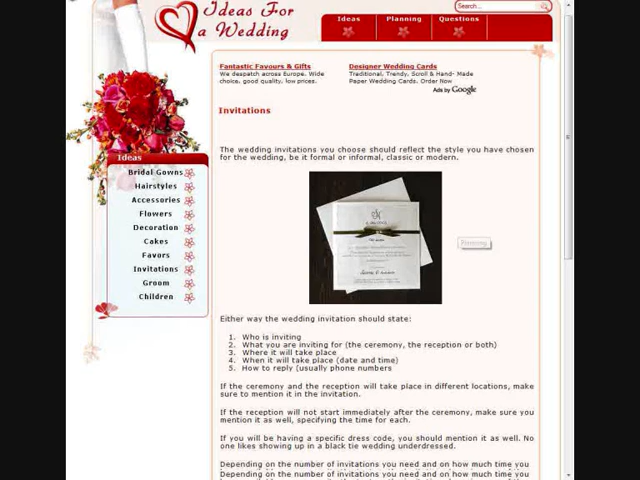 Ideas For
a Wedding
Search...
Ideas
Planning
Questions
Fantastic Favours & Gifts
We despatch across Europe. Wide
choice, good quality, low prices.
Designer Wedding Cards
Traditional, Trendy, Scroll & Hand- Made
Paper Wedding Cards. Order Now
Ads by Google
Invitations
The wedding invitations you choose should reflect the style you have chosen
for the wedding, be it formal or informal, classic or modern.
Ideas
Bridal Gowns
Hairstyles
Accessories
Flowers
Decoration
Cakes
Favors
Invitations
Groom
Children
Planning
Either way the wedding invitation should state:
1. Who is inviting
2. What you are inviting for (the ceremony, the reception or both)
3. Where it will take place
4. When it will take place (date and time)
5. How to reply (usually phone numbers
If the ceremony and the reception will take place in different locations, make
sure to mention it in the invitation.
If the reception will not start immediately after the ceremony, make sure you
mention it as well, specifying the time for each.
If you will be having a specific dress code, you should mention it as well. No
one likes showing up in a black tie wedding underdressed.
Depending on the number of invitations you need and on how much time you
Depending on the number of invitations you need and on how much time you